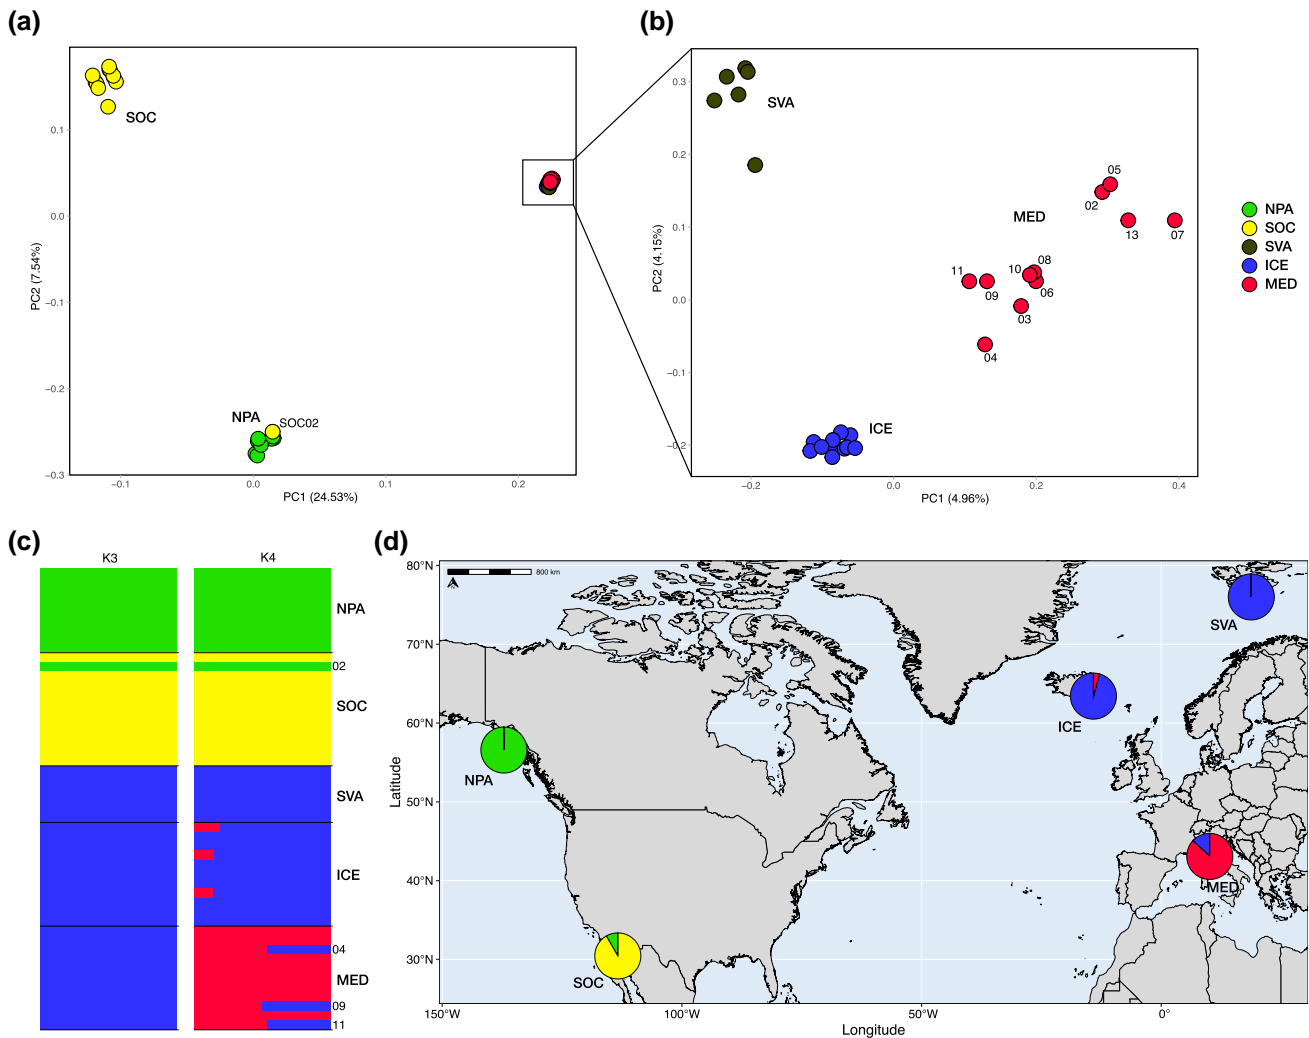 (a)
SOC
NPA
SOC02
0.1
0.0
−0.1
−0.2
−0.3
PC2 (7.54%)
−0.1
0.0
0.2
PC1 (24.53%)
(b)
SVA
MED
ICE
05
02
13
07
11
09
10
08
06
03
04
0.3
0.2
0.1
0.0
−0.1
−0.2
PC2 (4.15%)
−0.2
0.0
0.2
0.4
PC1 (4.96%)
NPA
SOC
SVA
ICE
MED
(c)
K3
K4
NPA
02
SOC
SVA
ICE
04
MED
09
11
(d)
800 km
80°N
70°N
60°N
50°N
40°N
30°N
Latitude
SVA
ICE
NPA
MED
SOC
150°W
100°W
50°W
0°
Longitude